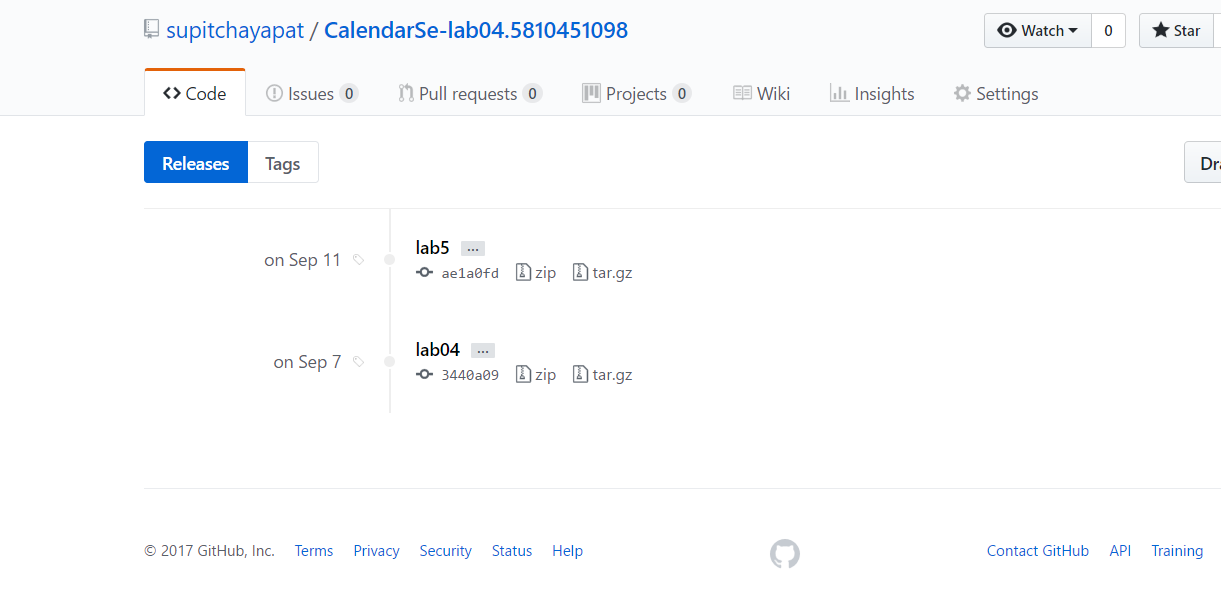 supitchayapat / CalendarSe-lab04.5810451098
Watch 0 Star
Code Issues 0 Pull requests 0 Projects 0 Wiki Insights Settings
Releases Tags
on Sep 11 lab5 ...
ae1a0fd zip tar.gz
on Sep 7 lab04 ...
3440a09 zip tar.gz
© 2017 GitHub, Inc. Terms Privacy Security Status Help Contact GitHub API Training